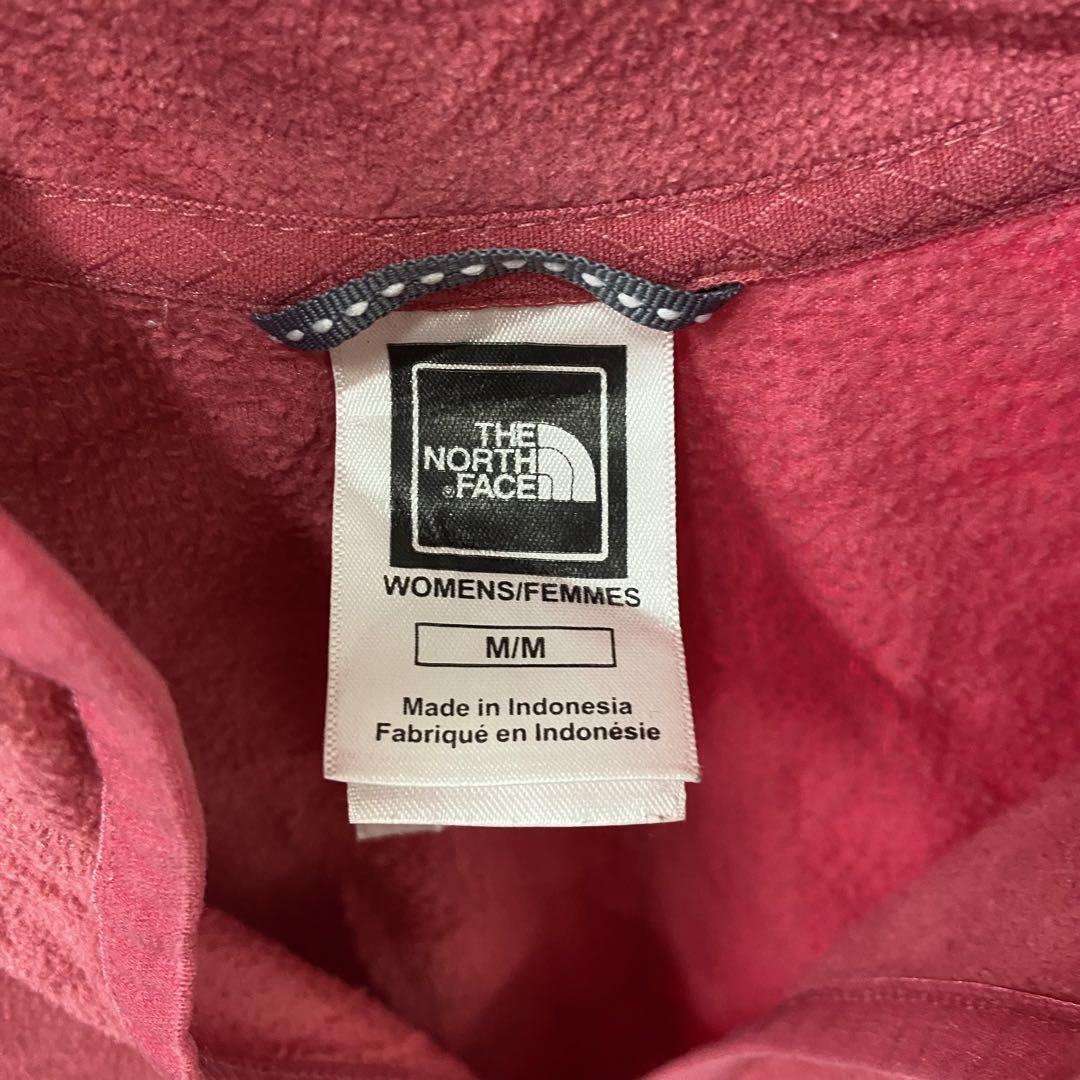 THE
NORTH
®FACE
WOMENS/FEMMES
M/M
Made in Indonesia
Fabriqué en Indonésie